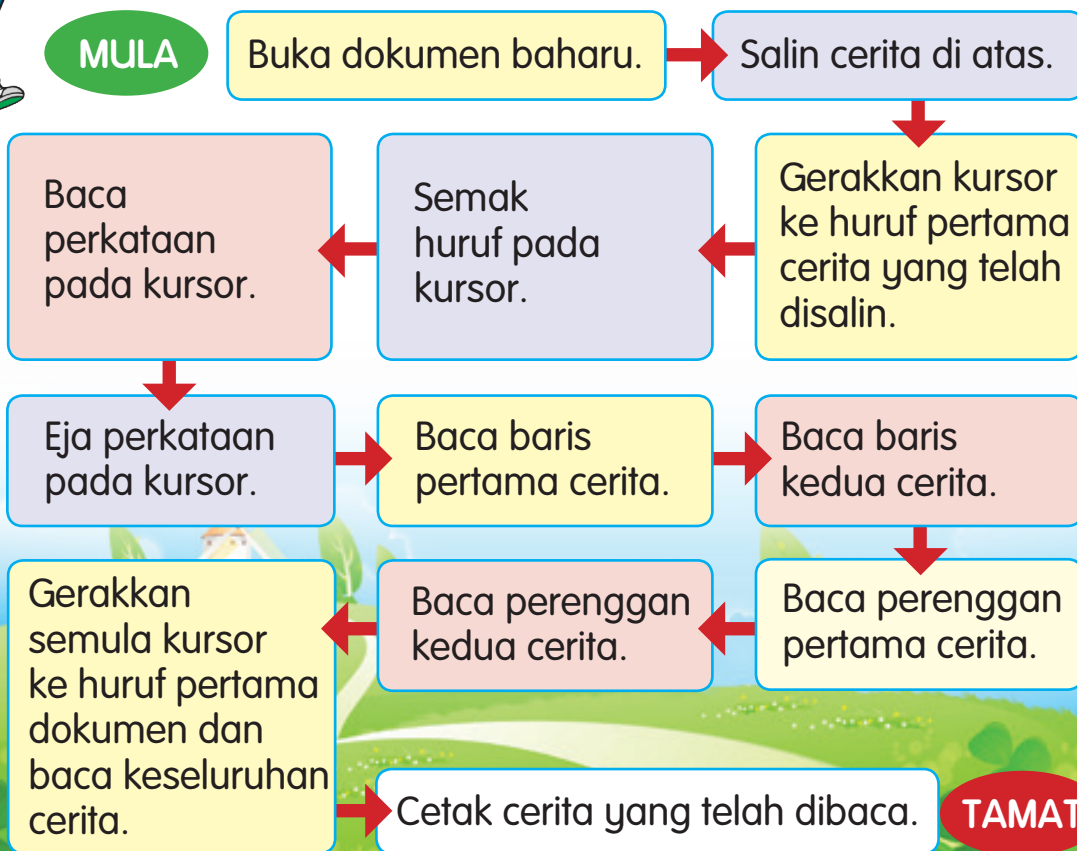 MULA
Buka dokumen baharu.
Salin cerita di atas.
Gerakkan kursor
ke huruf pertama
cerita yang telah
disalin.
Semak
huruf pada
kursor.
Baca
perkataan
pada kursor.
Eja perkataan
pada kursor.
Baca baris
pertama cerita.
Baca baris
kedua cerita.
Baca perenggan
pertama cerita.
Baca perenggan
kedua cerita.
Gerakkan
semula kursor
ke huruf pertama
dokumen dan
baca keseluruhan
cerita.
Cetak cerita yang telah dibaca.
TAMAT